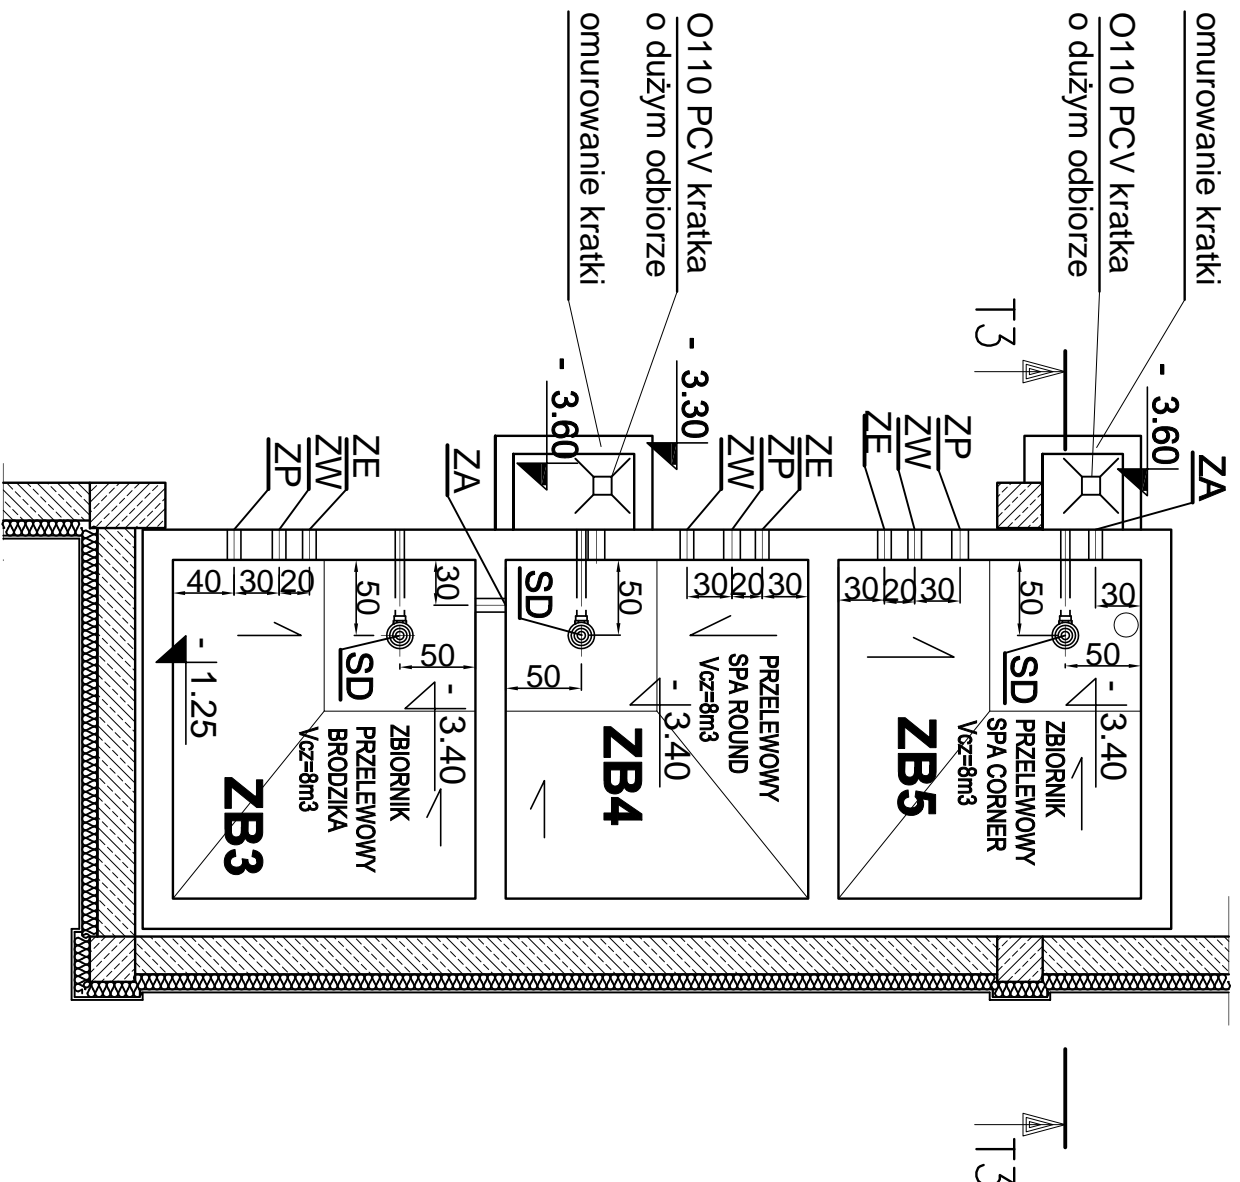 omurowanie kratki
O110 PCV kratka
o dużym odbiorze
O110 PCV kratka
o dużym odbiorze
omurowanie kratki
T3
- 3.60
ZA
ZP
ZW
ZE
- 3.30
- 3.60
ZE
ZP
ZW
ZA
ZE
ZW
ZP
30
50
50
SD
- 3.40
30
20
30
ZBIORNIK
PRZELEWOWY
SPA CORNER
Vcz=8m3
ZB5
30
20
30
50
50
SD
- 3.40
PRZELEWOWY
SPA ROUND
Vcz=8m3
ZB4
30
50
50
SD
- 3.40
20
30
40
- 1.25
ZBIORNIK
PRZELEWOWY
BRODZIKA
Vcz=8m3
ZB3
T3